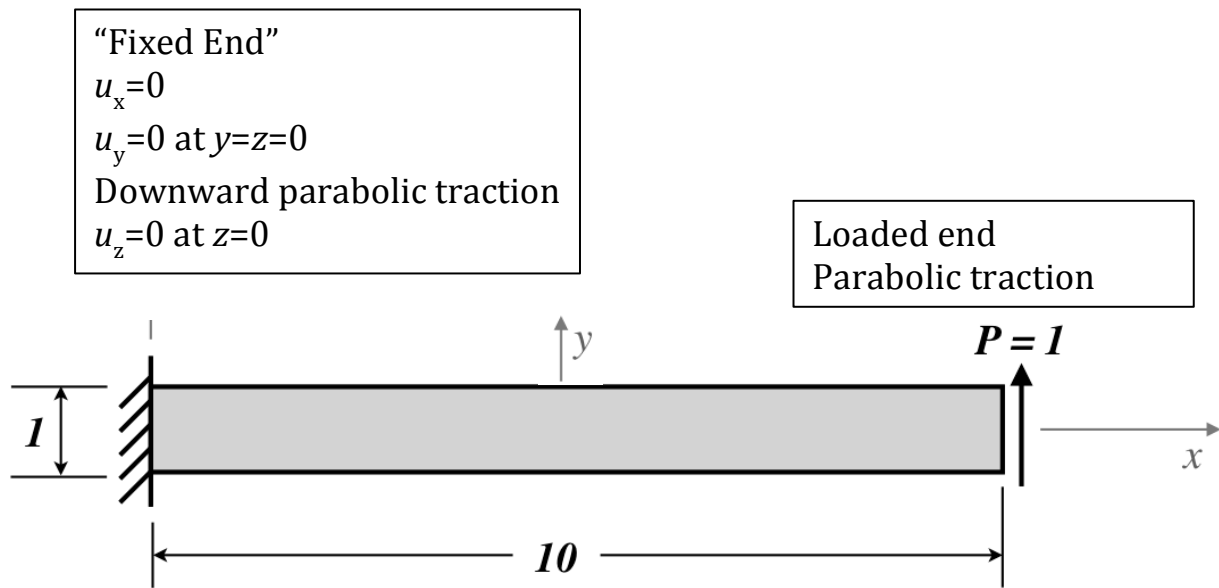 “Fixed End”
uₓ=0
u_y=0 at y=z=0
Downward parabolic traction
u_z=0 at z=0
Loaded end
Parabolic traction
P = 1
y
1
x
10